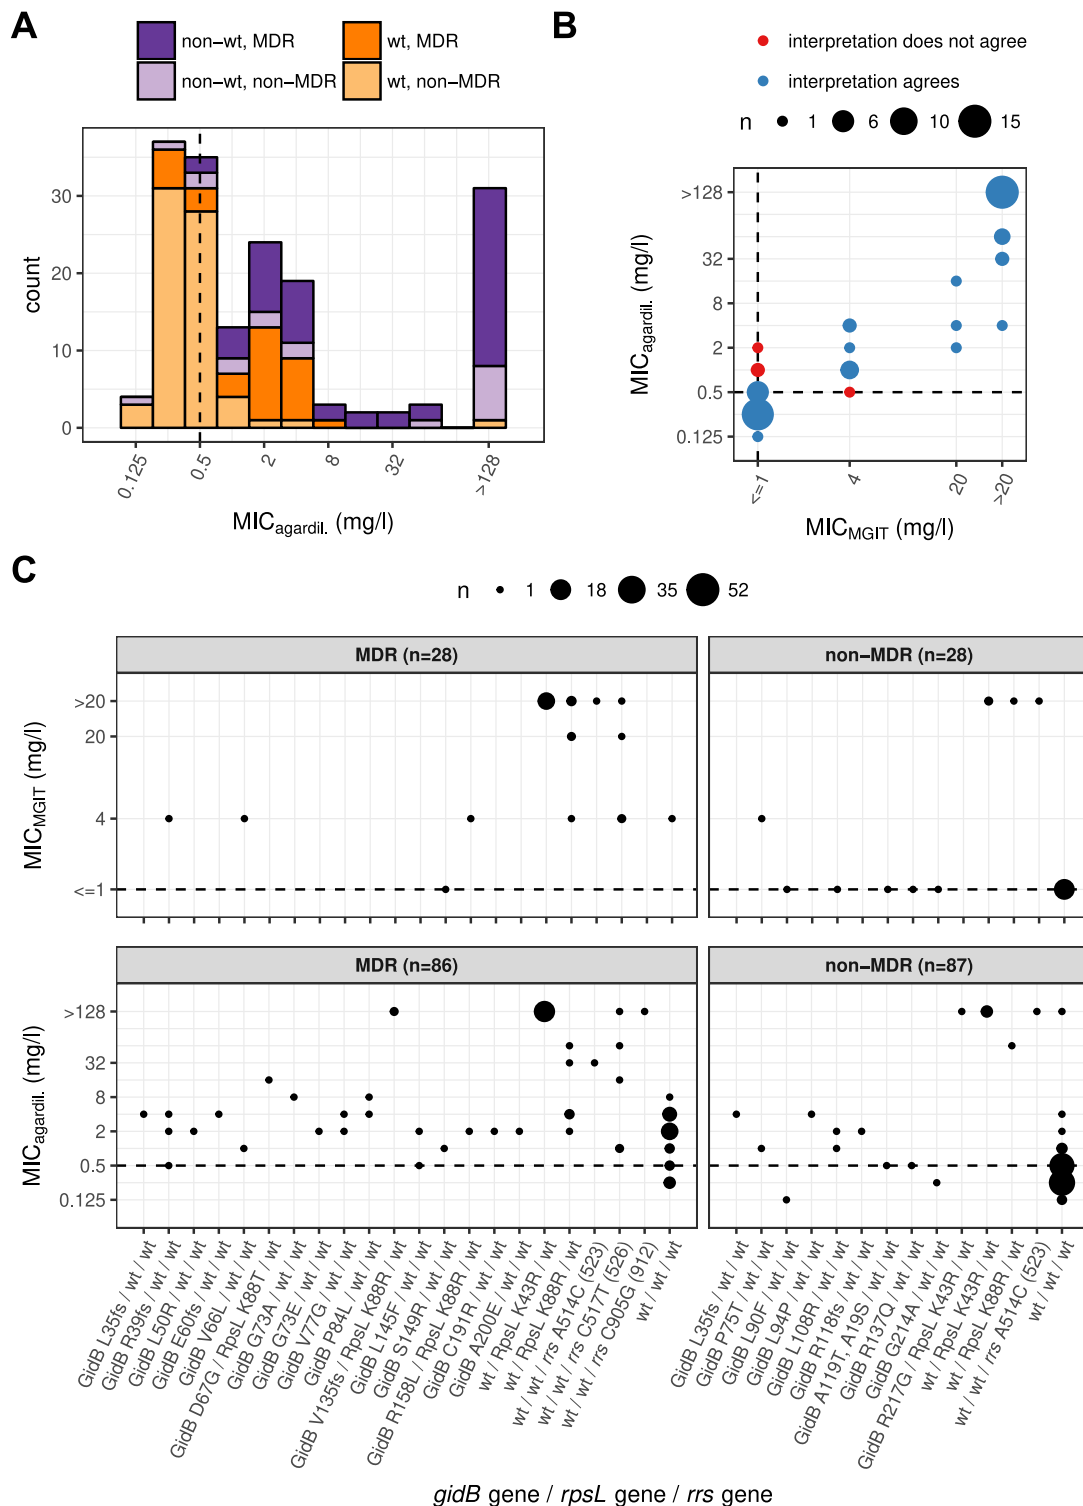 A
non-wt, MDR
wt, MDR
non-wt, non-MDR
wt, non-MDR
count
30
20
10
0
0.125
0.5
2
8
32
>128
MICagardil. (mg/l)
B
interpretation does not agree
interpretation agrees
n 1 6 10 15
MICagardil. (mg/l)
>128
32
8
2
0.5
0.125
<=1
4
20
>20
MICMGIT (mg/l)
C
n 1 18 35 52
MDR (n=28)
non-MDR (n=28)
MICMGIT (mg/l)
>20
20
4
<=1
MDR (n=86)
non-MDR (n=87)
MICagardil. (mg/l)
>128
32
8
2
0.5
0.125
GidB L35fs / wt / wt
GidB R39fs / wt / wt
GidB L50R / wt / wt
GidB E60fs / wt / wt
GidB V66L / wt / wt
GidB D67G / RpsL K88T / wt
GidB G73A / wt / wt
GidB G73E / wt / wt
GidB V77G / wt / wt
GidB P84L / wt / wt
GidB V135fs / RpsL K88R / wt
GidB L145F / wt / wt
GidB S149R / wt / wt
GidB R158L / RpsL K88R / wt
GidB C191R / wt / wt
GidB A200E / wt / wt
wt / RpsL K43R / wt
wt / RpsL K88R / wt
wt / wt / rrs A514C (523)
wt / wt / rrs C517T (526)
wt / wt / rrs C905G (912)
wt / wt / wt
GidB L35fs / wt / wt
GidB P75T / wt / wt
GidB L90F / wt / wt
GidB L94P / wt / wt
GidB L108R / wt / wt
GidB R118fs / wt / wt
GidB A119T, A19S / wt / wt
GidB R137Q / wt / wt
GidB G214A / wt / wt
GidB R217G / RpsL K43R / wt
wt / RpsL K43R / wt
wt / RpsL K88R / wt
wt / wt / rrs A514C (523)
wt / wt / wt
gidB gene / rpsL gene / rrs gene